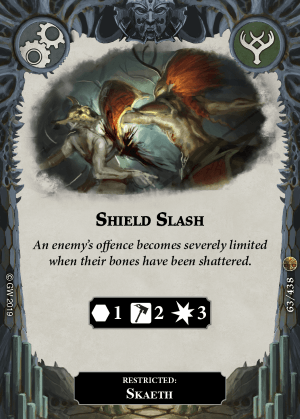 SHIELD SLASH
An enemy's offence becomes severely limited
when their bones have been shattered.
1 2 3
RESTRICTED:
SKAETH
© GW 2019
63/438